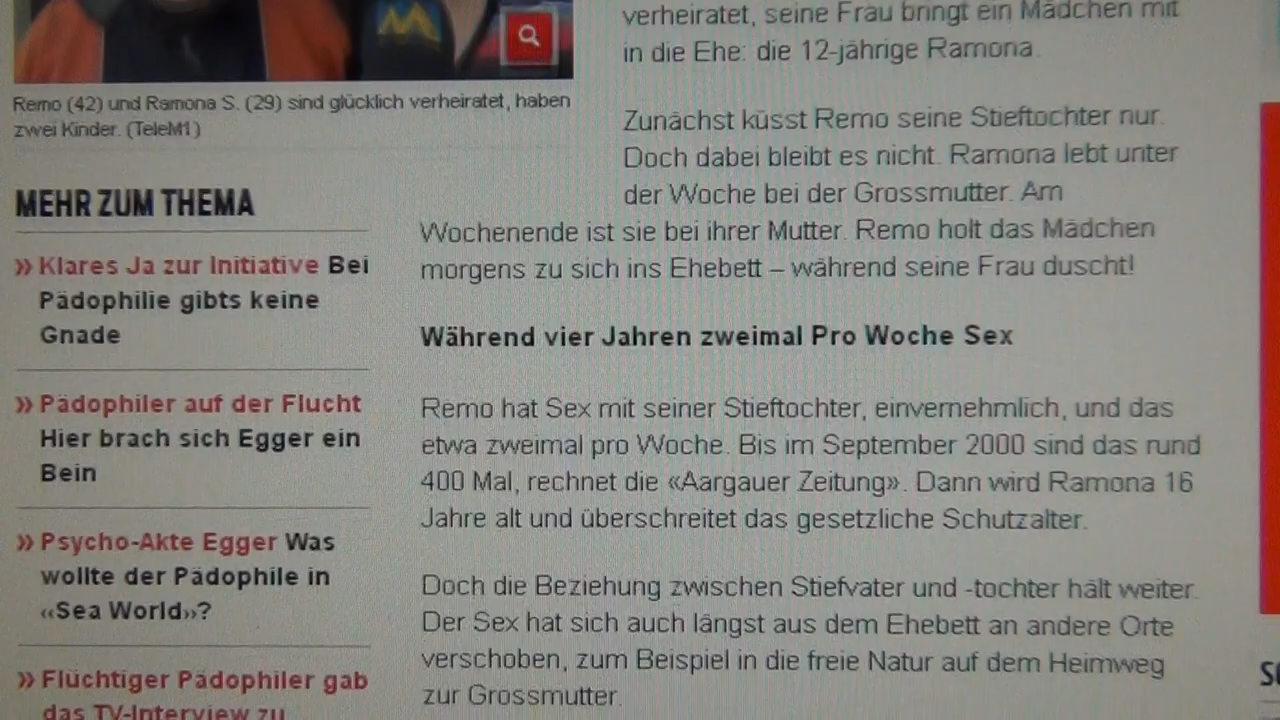 verheiratet, seine Frau bringt ein Mädchen mit
in die Ehe: die 12-jährige Ramona.
Remo (42) und Ramona S. (29) sind glücklich verheiratet, haben
zwei Kinder. (TeleM1)
Zunächst küsst Remo seine Stieftochter nur.
Doch dabei bleibt es nicht. Ramona lebt unter
der Woche bei der Grossmutter. Am
Wochenende ist sie bei ihrer Mutter. Remo holt das Mädchen
morgens zu sich ins Ehebett – während seine Frau duscht!
Während vier Jahren zweimal Pro Woche Sex
Remo hat Sex mit seiner Stieftochter, einvernehmlich, und das
etwa zweimal pro Woche. Bis im September 2000 sind das rund
400 Mal, rechnet die «Aargauer Zeitung». Dann wird Ramona 16
Jahre alt und überschreitet das gesetzliche Schutzalter.
Doch die Beziehung zwischen Stiefvater und -tochter hält weiter.
Der Sex hat sich auch längst aus dem Ehebett an andere Orte
verschoben, zum Beispiel in die freie Natur auf dem Heimweg
zur Grossmutter.
MEHR ZUM THEMA
» Klares Ja zur Initiative Bei
Pädophilie gibts keine
Gnade
» Pädophiler auf der Flucht
Hier brach sich Egger ein
Bein
» Psycho-Akte Egger Was
wollte der Pädophile in
«Sea World»?
» Flüchtiger Pädophiler gab
das TV-Interview zu